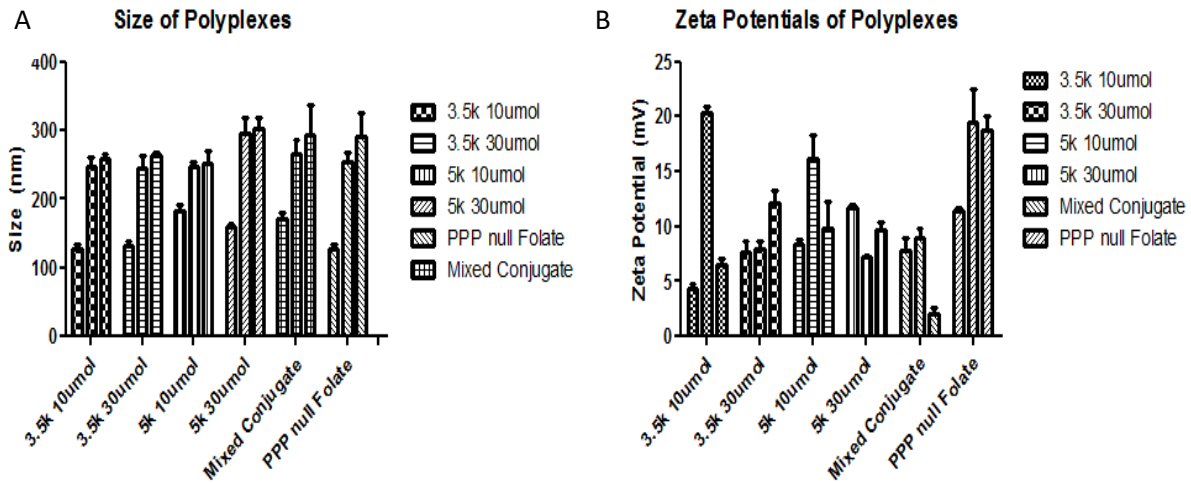 A
Size of Polyplexes
Size (nm)
400
300
200
100
0
3.5k 10umol
3.5k 30umol
5k 10umol
5k 30umol
Mixed Conjugate
PPP null Folate
3.5k 10umol
3.5k 30umol
5k 10umol
5k 30umol
PPP null Folate
Mixed Conjugate
B
Zeta Potentials of Polyplexes
Zeta Potential (mV)
25
20
15
10
5
0
3.5k 10umol
3.5k 30umol
5k 10umol
5k 30umol
Mixed Conjugate
PPP null Folate
3.5k 10umol
3.5k 30umol
5k 10umol
5k 30umol
Mixed Conjugate
PPP null Folate